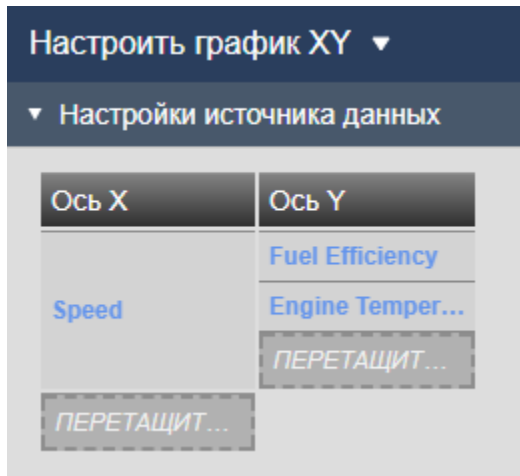 Настроить график XY
Настройки источника данных
Ось X Ось Y
Fuel Efficiency
Speed Engine Temper...
ПЕРЕТАЩИТ...
ПЕРЕТАЩИТ...